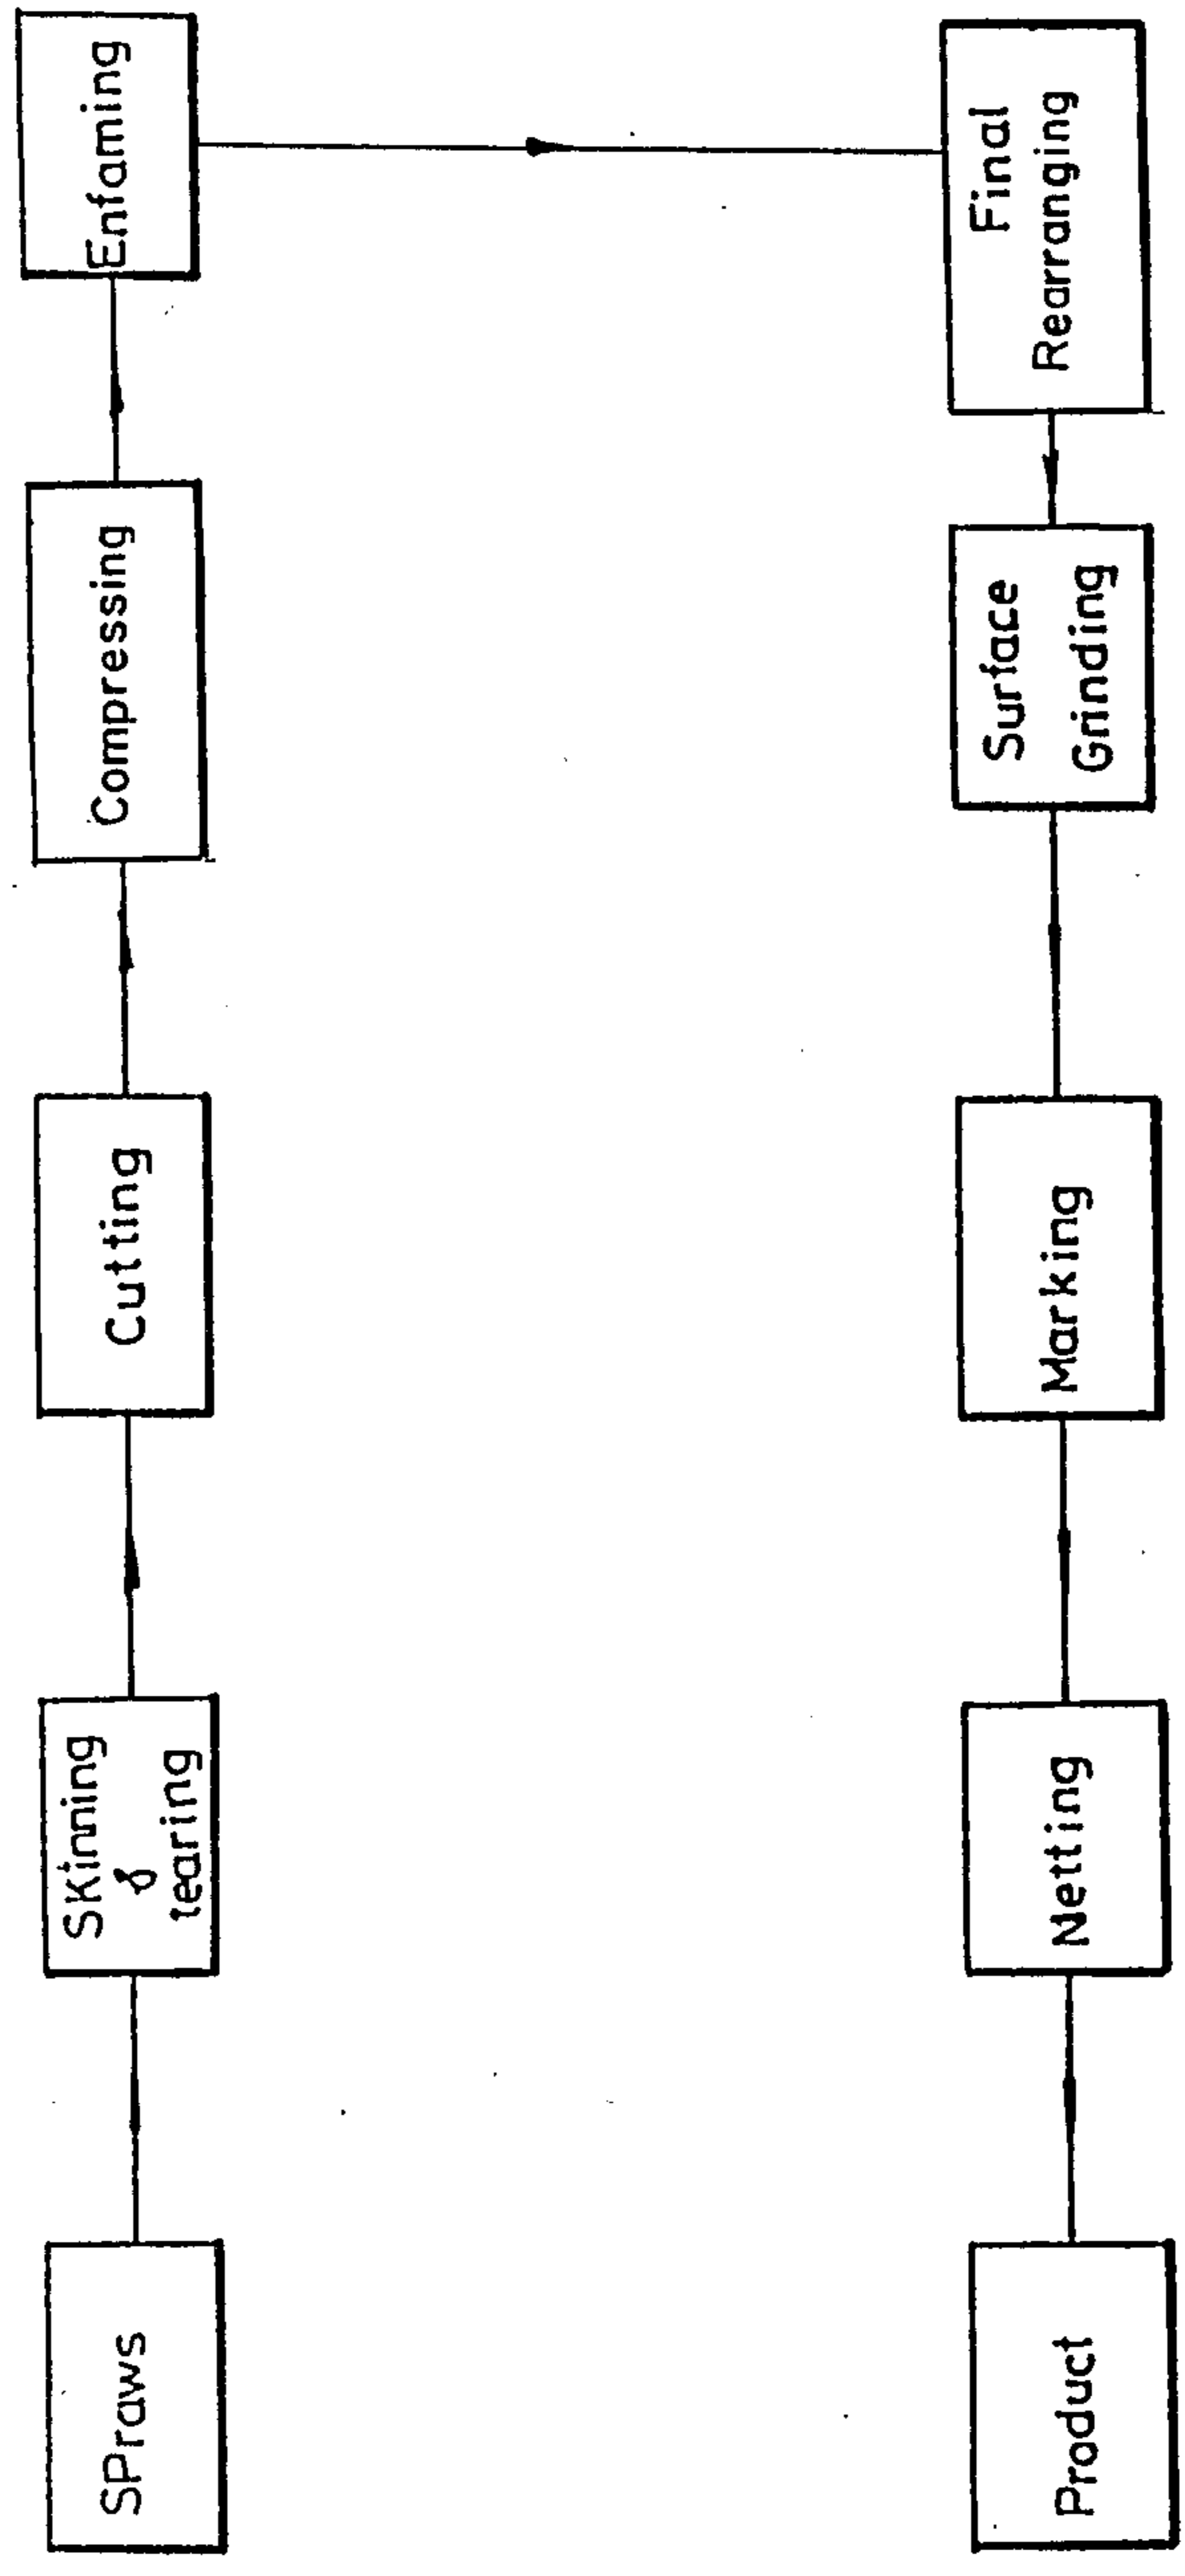 SPraws
SKinning
&
tearing
Cutting
Compressing
Enfaming
Final
Rearranging
Surface
Grinding
Marking
Netting
Product